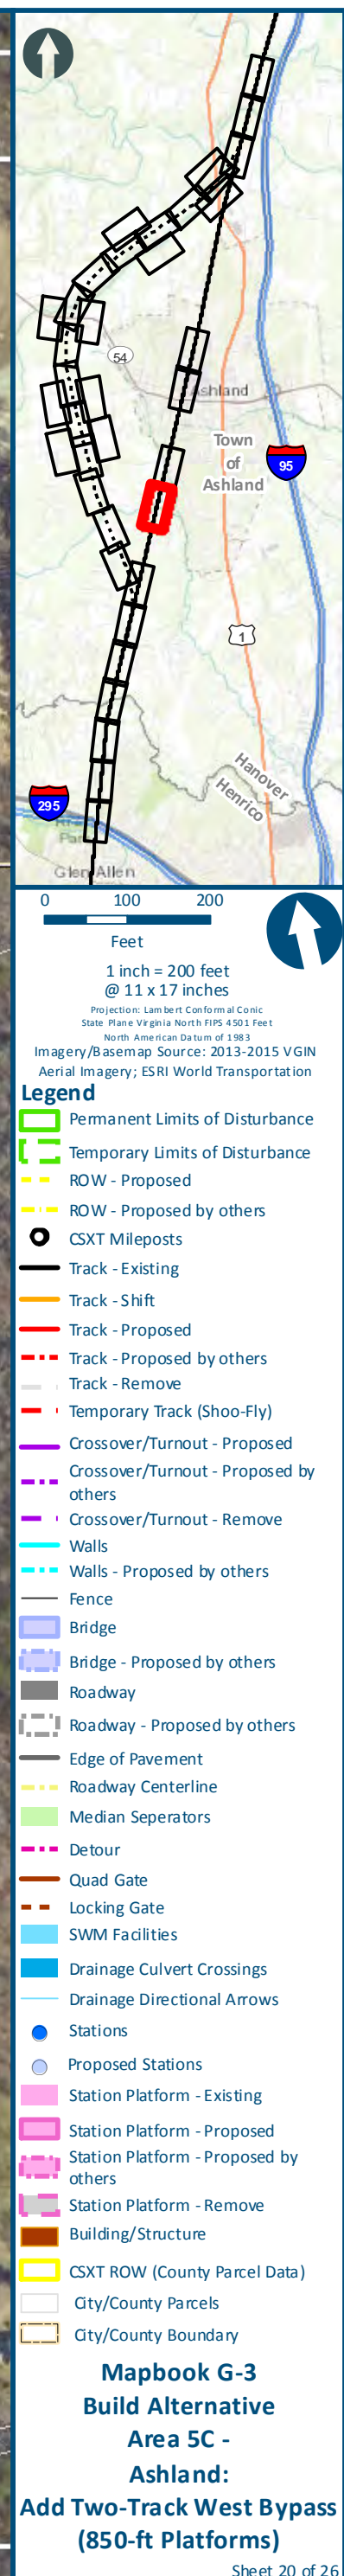 54
Ashland
Town
of
Ashland
95
1
Hanover
Henrico
295
Glen Allen
0 100 200
Feet
1 inch = 200 feet
@ 11 x 17 inches
Projection: Lambert Conformal Conic
State Plane Virginia North FIPS 4501 Feet
North American Datum of 1983
Imagery/Basemap Source: 2013-2015 VGIN
Aerial Imagery; ESRI World Transportation
Legend
Permanent Limits of Disturbance
Temporary Limits of Disturbance
ROW - Proposed
ROW - Proposed by others
CSXT Mileposts
Track - Existing
Track - Shift
Track - Proposed
Track - Proposed by others
Track - Remove
Temporary Track (Shoo-Fly)
Crossover/Turnout - Proposed
Crossover/Turnout - Proposed by
others
Crossover/Turnout - Remove
Walls
Walls - Proposed by others
Fence
Bridge
Bridge - Proposed by others
Roadway
Roadway - Proposed by others
Edge of Pavement
Roadway Centerline
Median Seperators
Detour
Quad Gate
Locking Gate
SWM Facilities
Drainage Culvert Crossings
Drainage Directional Arrows
Stations
Proposed Stations
Station Platform - Existing
Station Platform - Proposed
Station Platform - Proposed by
others
Station Platform - Remove
Building/Structure
CSXT ROW (County Parcel Data)
City/County Parcels
City/County Boundary
Mapbook G-3
Build Alternative
Area 5C -
Ashland:
Add Two-Track West Bypass
(850-ft Platforms)
Sheet 20 of 26